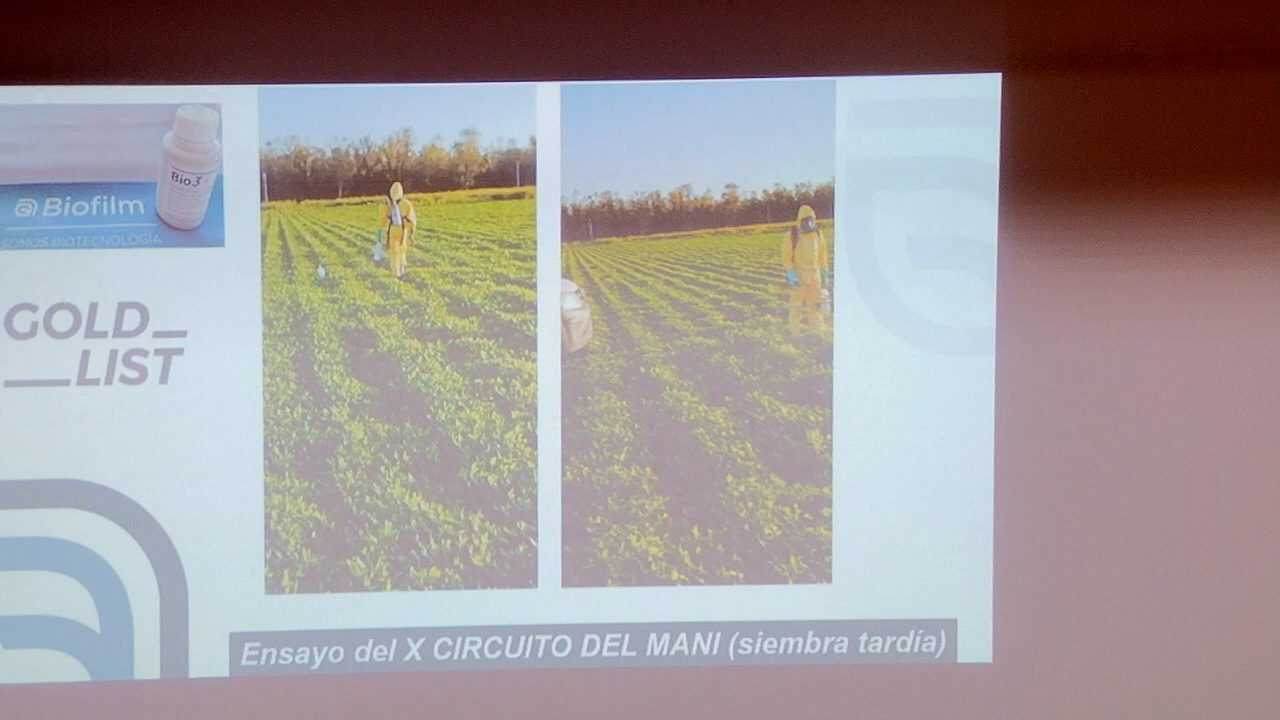 Bio3
Biofilm
SOMOS BIOTECNOLOGÍA
GOLD_
_LIST
Ensayo del X CIRCUITO DEL MANI (siembra tardía)